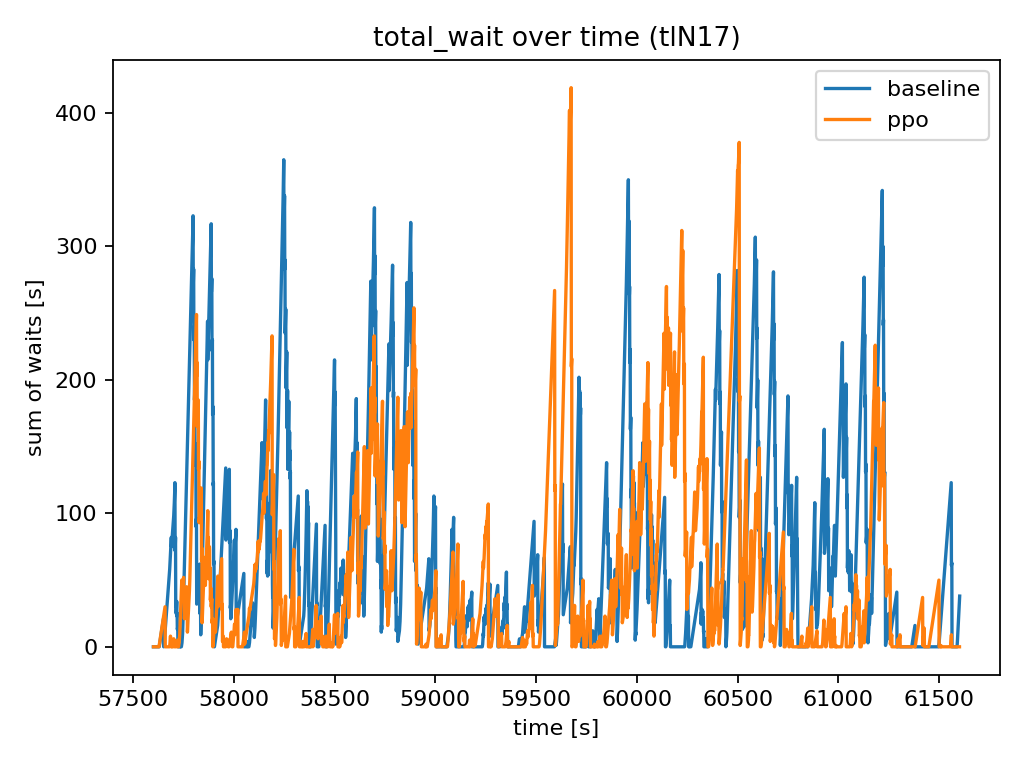 total_wait over time (tlN17)
baseline
ppo
sum of waits [s]
400
300
200
100
0
57500 58000 58500 59000 59500 60000 60500 61000 61500
time [s]